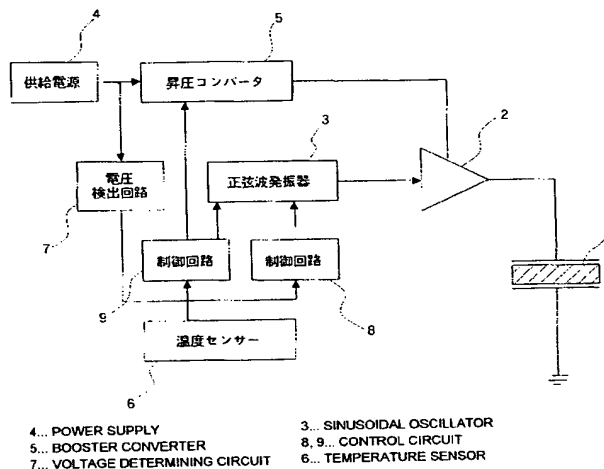 4
5
供給電源
昇圧コンバータ
3
2
電圧
検出回路
正弦波発振器
7
制御回路
制御回路
9
8
温度センサー
6
4... POWER SUPPLY
5... BOOSTER CONVERTER
7... VOLTAGE DETERMINING CIRCUIT
3... SINUSOIDAL OSCILLATOR
8, 9... CONTROL CIRCUIT
6... TEMPERATURE SENSOR